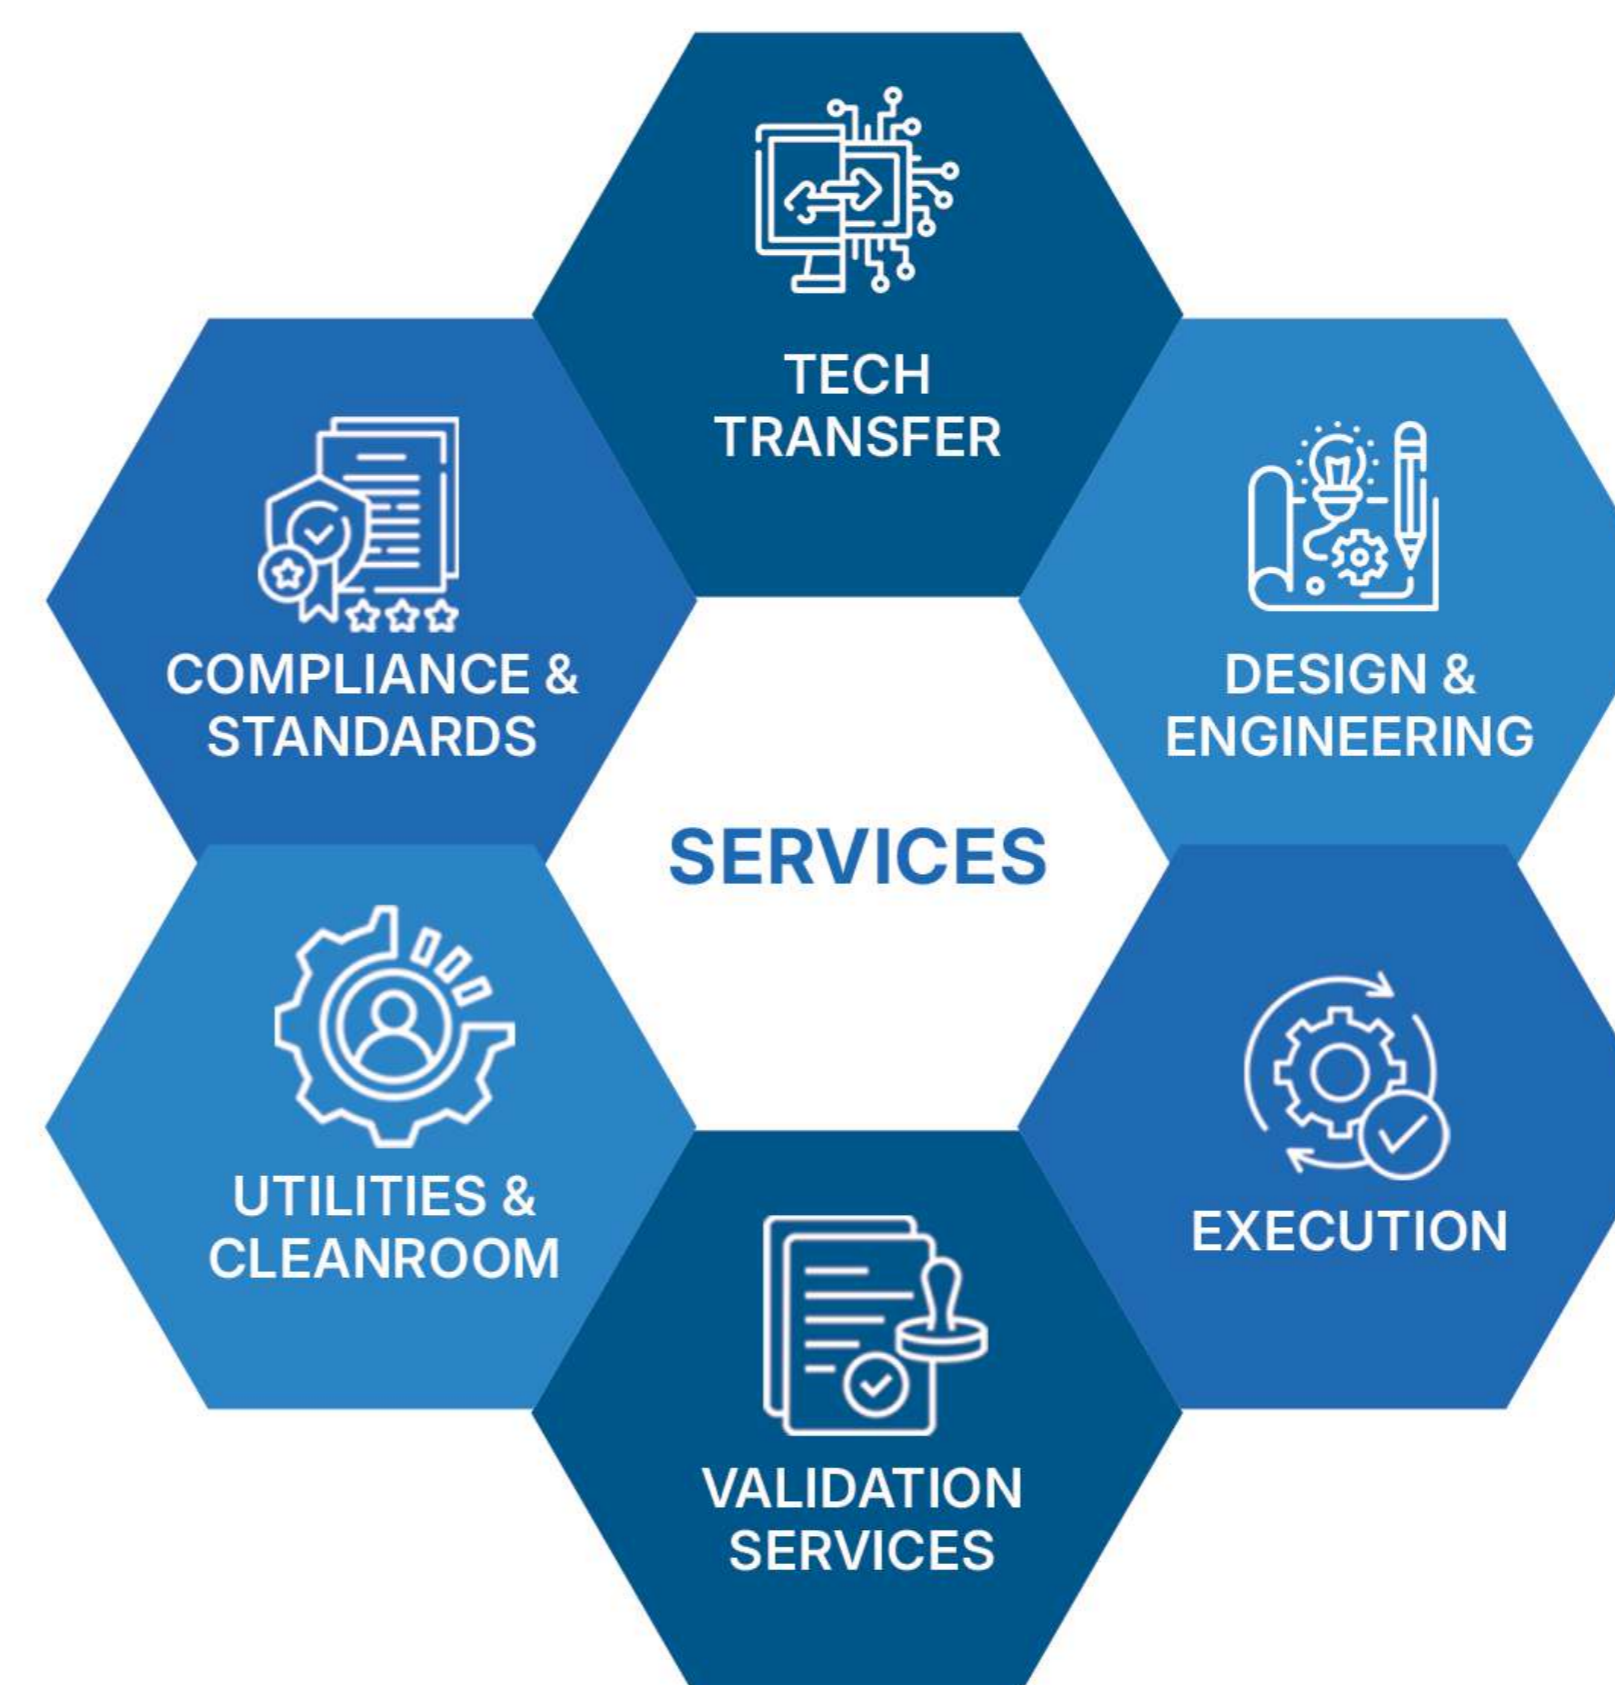 TECH
TRANSFER
COMPLIANCE &
STANDARDS
DESIGN &
ENGINEERING
SERVICES
UTILITIES &
CLEANROOM
EXECUTION
VALIDATION
SERVICES